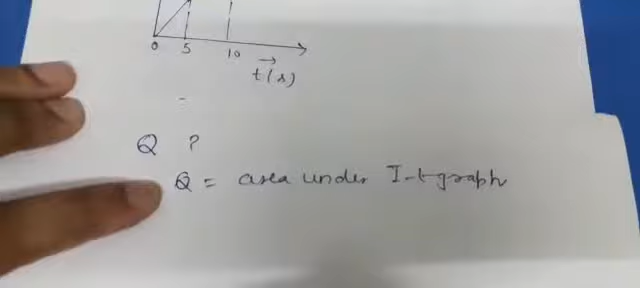 0 5 10
→
t(s)
Q ?
Q = area under I-t graph